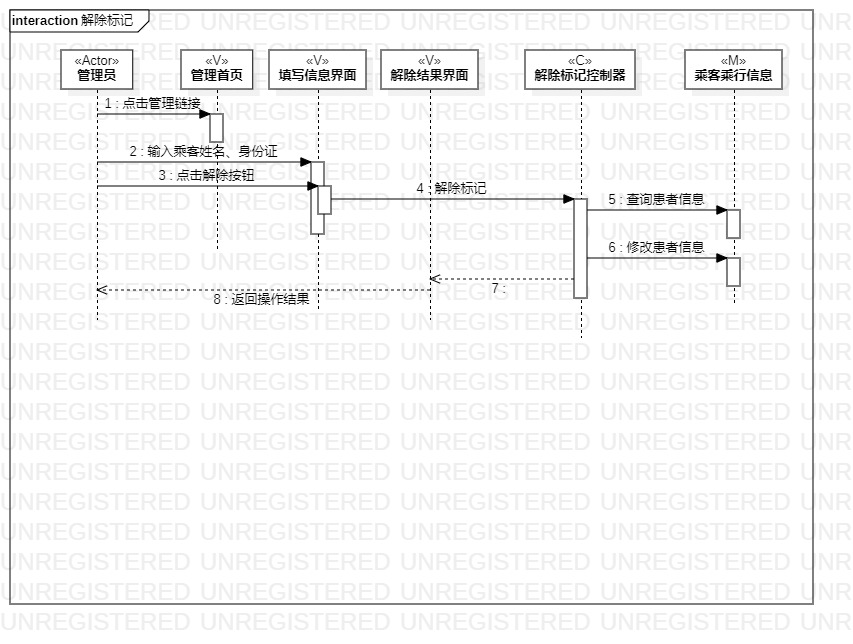 interaction 解除标记
«Actor»
管理员
«V»
管理首页
«V»
填写信息界面
«V»
解除结果界面
«C»
解除标记控制器
«M»
乘客乘行信息
1 : 点击管理链接
2 : 输入乘客姓名、身份证
3 : 点击解除按钮
4 : 解除标记
5 : 查询患者信息
6 : 修改患者信息
7 :
8 : 返回操作结果
UNREGISTERED UNREGISTERED UNREGISTERED UNREGISTERED UNR